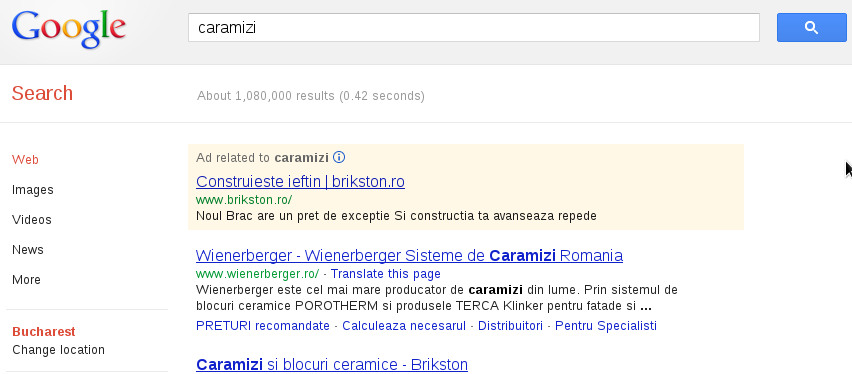 Google
caramizi
Search
About 1,080,000 results (0.42 seconds)
Web
Images
Videos
News
More
Bucharest
Change location
Ad related to caramizi
Construieste ieftin | brikston.ro
www.brikston.ro/
Noul Brac are un pret de exceptie Si constructia ta avanseaza repede
Wienerberger - Wienerberger Sisteme de Caramizi Romania
www.wienerberger.ro/ - Translate this page
Wienerberger este cel mai mare producator de caramizi din lume. Prin sistemul de
blocuri ceramice POROTHERM si produsele TERCA Klinker pentru fatade si ...
PRETURI recomandate - Calculeaza necesarul - Distribuitori - Pentru Specialisti
Caramizi si blocuri ceramice - Brikston